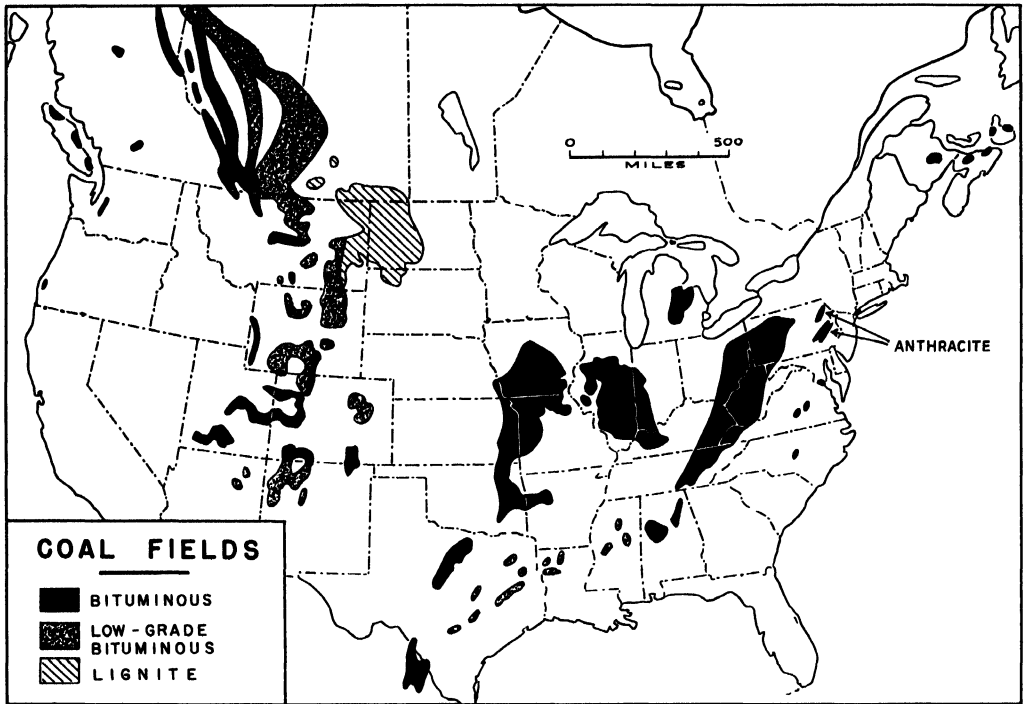 0 500
MILES
ANTHRACITE
COAL FIELDS
BITUMINOUS
LOW-GRADE
BITUMINOUS
LIGNITE